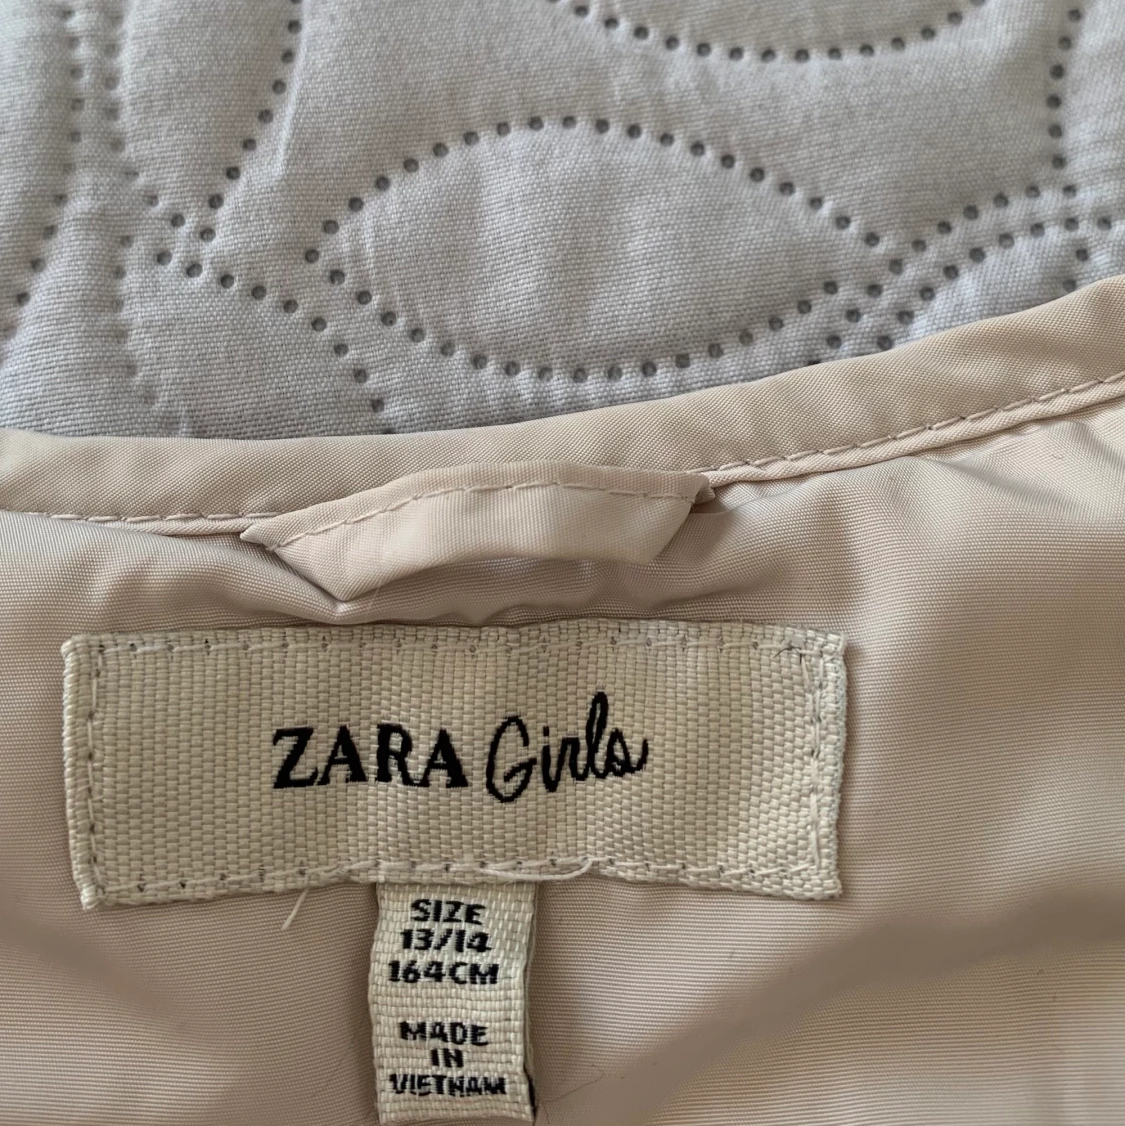 ZARA Girls
SIZE
13/14
164CM
MADE
IN
VIETNAM